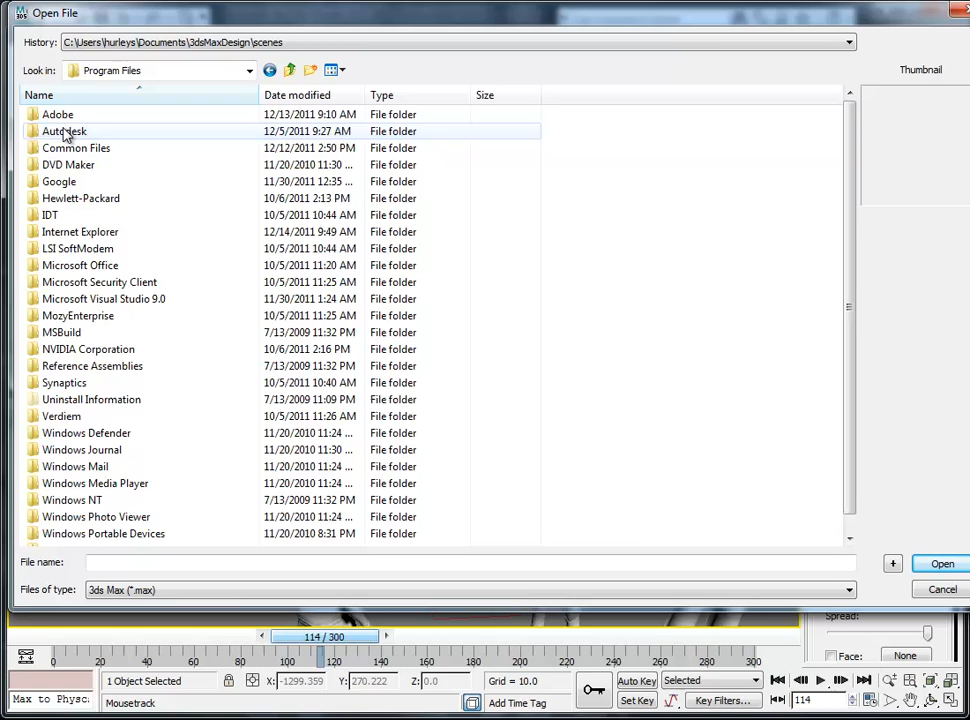 Open File
History: C:\Users\hurleys\Documents\3dsMaxDesign\scenes
Look in: Program Files
Thumbnail
Name Date modified Type Size
Adobe 12/13/2011 9:10 AM File folder
Autodesk 12/5/2011 9:27 AM File folder
Common Files 12/12/2011 2:50 PM File folder
DVD Maker 11/20/2010 11:30 ... File folder
Google 11/30/2011 12:35 ... File folder
Hewlett-Packard 10/6/2011 2:13 PM File folder
IDT 10/5/2011 10:44 AM File folder
Internet Explorer 12/14/2011 9:49 AM File folder
LSI SoftModem 10/5/2011 10:44 AM File folder
Microsoft Office 10/5/2011 11:20 AM File folder
Microsoft Security Client 10/5/2011 11:25 AM File folder
Microsoft Visual Studio 9.0 11/30/2011 1:24 AM File folder
MozyEnterprise 10/5/2011 11:25 AM File folder
MSBuild 7/13/2009 11:32 PM File folder
NVIDIA Corporation 10/6/2011 2:16 PM File folder
Reference Assemblies 7/13/2009 11:32 PM File folder
Synaptics 10/5/2011 10:40 AM File folder
Uninstall Information 7/13/2009 11:09 PM File folder
Verdiem 10/5/2011 11:26 AM File folder
Windows Defender 11/20/2010 11:24 ... File folder
Windows Journal 11/20/2010 11:30 ... File folder
Windows Mail 11/20/2010 11:24 ... File folder
Windows Media Player 11/20/2010 11:24 ... File folder
Windows NT 7/13/2009 11:32 PM File folder
Windows Photo Viewer 11/20/2010 11:24 ... File folder
Windows Portable Devices 11/20/2010 8:31 PM File folder
File name: + Open
Files of type: 3ds Max (*.max) Cancel
Spread:
114 / 300
Face: None
0 20 40 60 80 100 120 140 160 180 200 220 240 260 280 300
1 Object Selected X: -1299.359 Y: 270.222 Z: 0.0 Grid = 10.0 Auto Key Selected
Max to Physc Mousetrack Add Time Tag Set Key Key Filters... 114